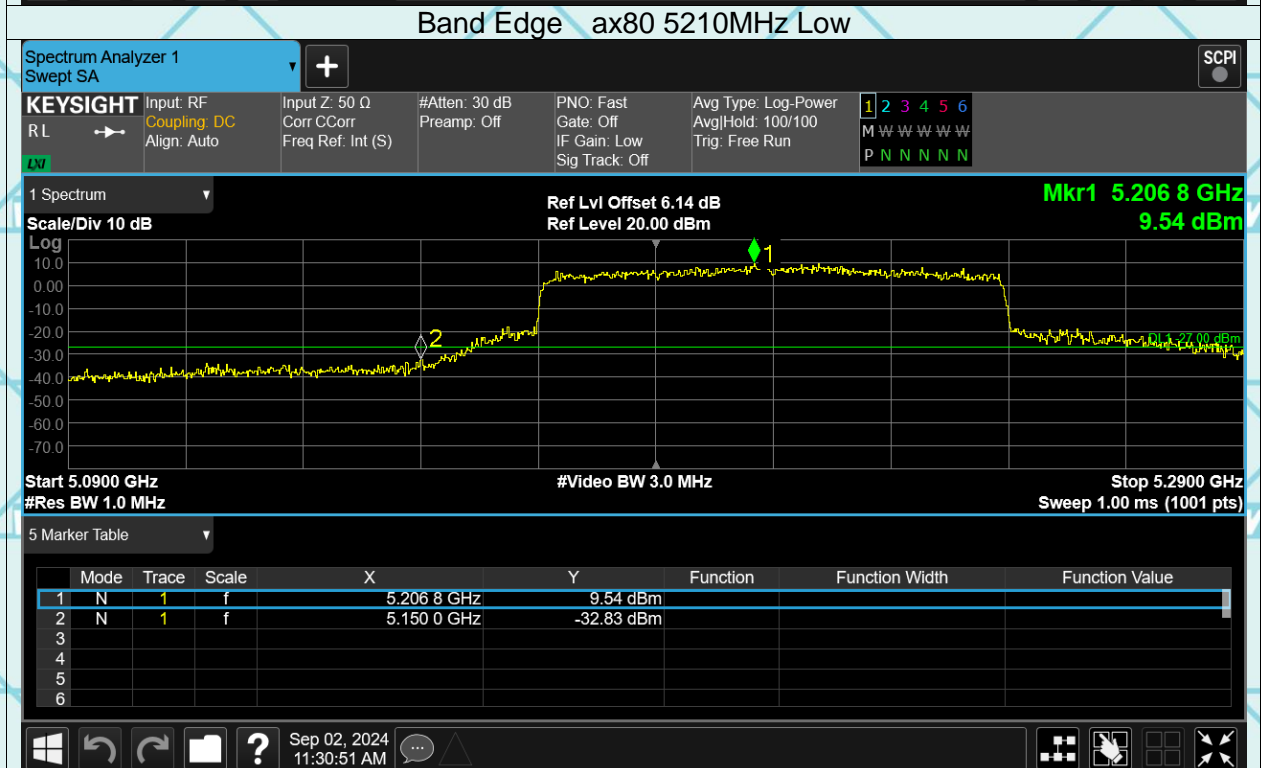 Band Edge ax80 5210MHz Low
Spectrum Analyzer 1
Swept SA
+
SCPI
KEYSIGHT
R L
LXI
Input: RF
Coupling: DC
Align: Auto
Input Z: 50 Ω
Corr CCorr
Freq Ref: Int (S)
#Atten: 30 dB
Preamp: Off
PNO: Fast
Gate: Off
IF Gain: Low
Sig Track: Off
Avg Type: Log-Power
Avg|Hold: 100/100
Trig: Free Run
1 2 3 4 5 6
M W W W W W
P N N N N N
1 Spectrum
Scale/Div 10 dB
Ref Lvl Offset 6.14 dB
Ref Level 20.00 dBm
Mkr1 5.206 8 GHz
9.54 dBm
Log
10.0
0.00
-10.0
-20.0
-30.0
-40.0
-50.0
-60.0
-70.0
1
2
DL1 -27.00 dBm
Start 5.0900 GHz
#Res BW 1.0 MHz
#Video BW 3.0 MHz
Stop 5.2900 GHz
Sweep 1.00 ms (1001 pts)
5 Marker Table
Mode Trace Scale X Y Function Function Width Function Value
1 N 1 f 5.206 8 GHz 9.54 dBm
2 N 1 f 5.150 0 GHz -32.83 dBm
3
4
5
6
?
Sep 02, 2024
11:30:51 AM